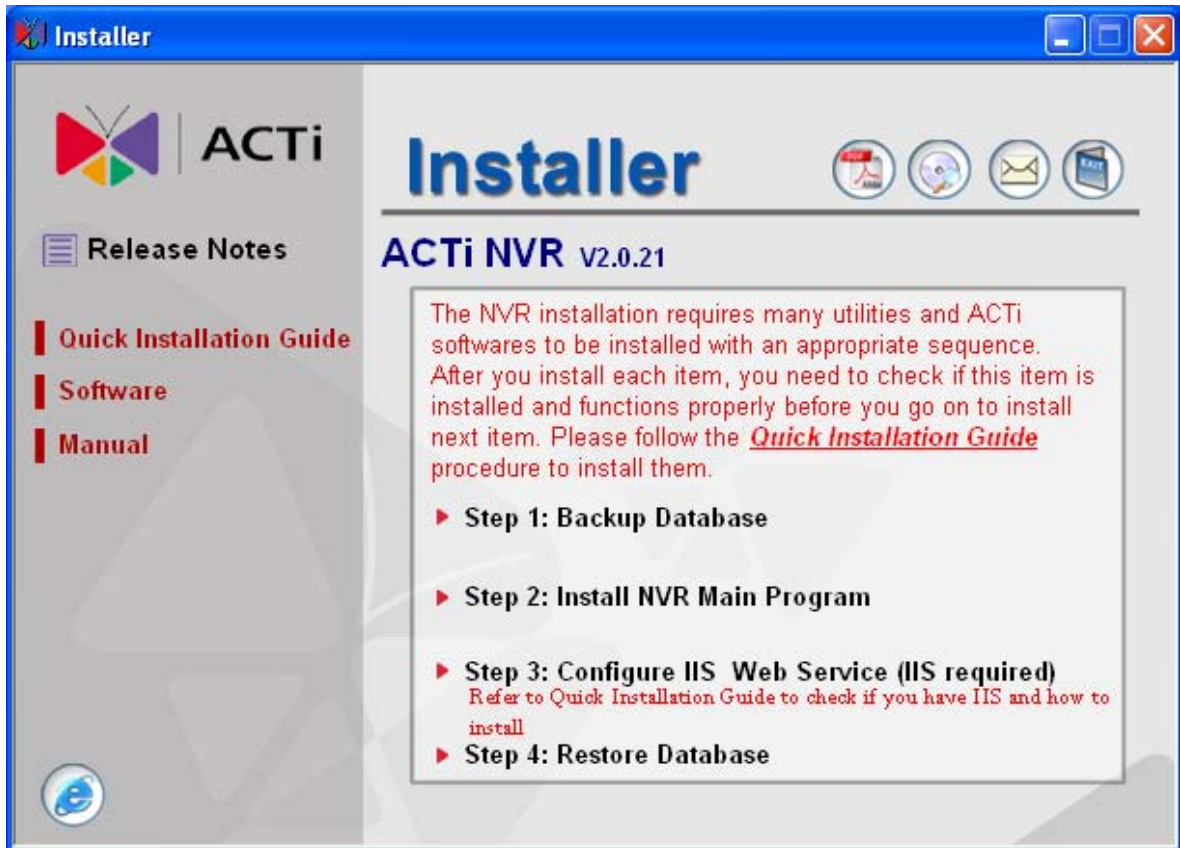 Installer
ACTi
Installer
PDF
Adobe
EXIT
Release Notes
ACTi NVR V2.0.21
Quick Installation Guide
Software
Manual
The NVR installation requires many utilities and ACTi
softwares to be installed with an appropriate sequence.
After you install each item, you need to check if this item is
installed and functions properly before you go on to install
next item. Please follow the Quick Installation Guide
procedure to install them.
Step 1: Backup Database
Step 2: Install NVR Main Program
Step 3: Configure IIS Web Service (IIS required)
Refer to Quick Installation Guide to check if you have IIS and how to
install
Step 4: Restore Database